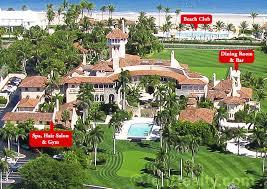 Beach Club
Dining Room
& Bar
Spa, Hair Salon
& Gym